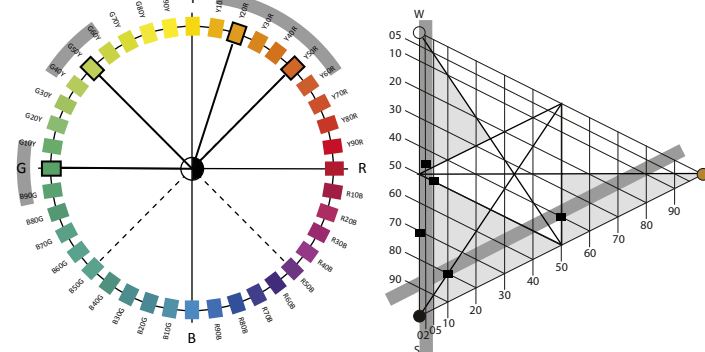 G70Y
G80Y
G90Y
Y10R
Y20R
Y30R
Y40R
Y50R
Y60R
Y70R
Y80R
Y90R
R
R10B
R20B
R30B
R40B
R50B
R60B
R70B
R80B
R90B
B
B10G
B20G
B30G
B40G
B50G
B60G
B70G
B80G
B90G
G
G10Y
G20Y
G30Y
G40Y
G50Y
G60Y
W
05
10
20
30
40
50
60
70
80
90
S
02
05
10
20
30
40
50
60
70
80
90